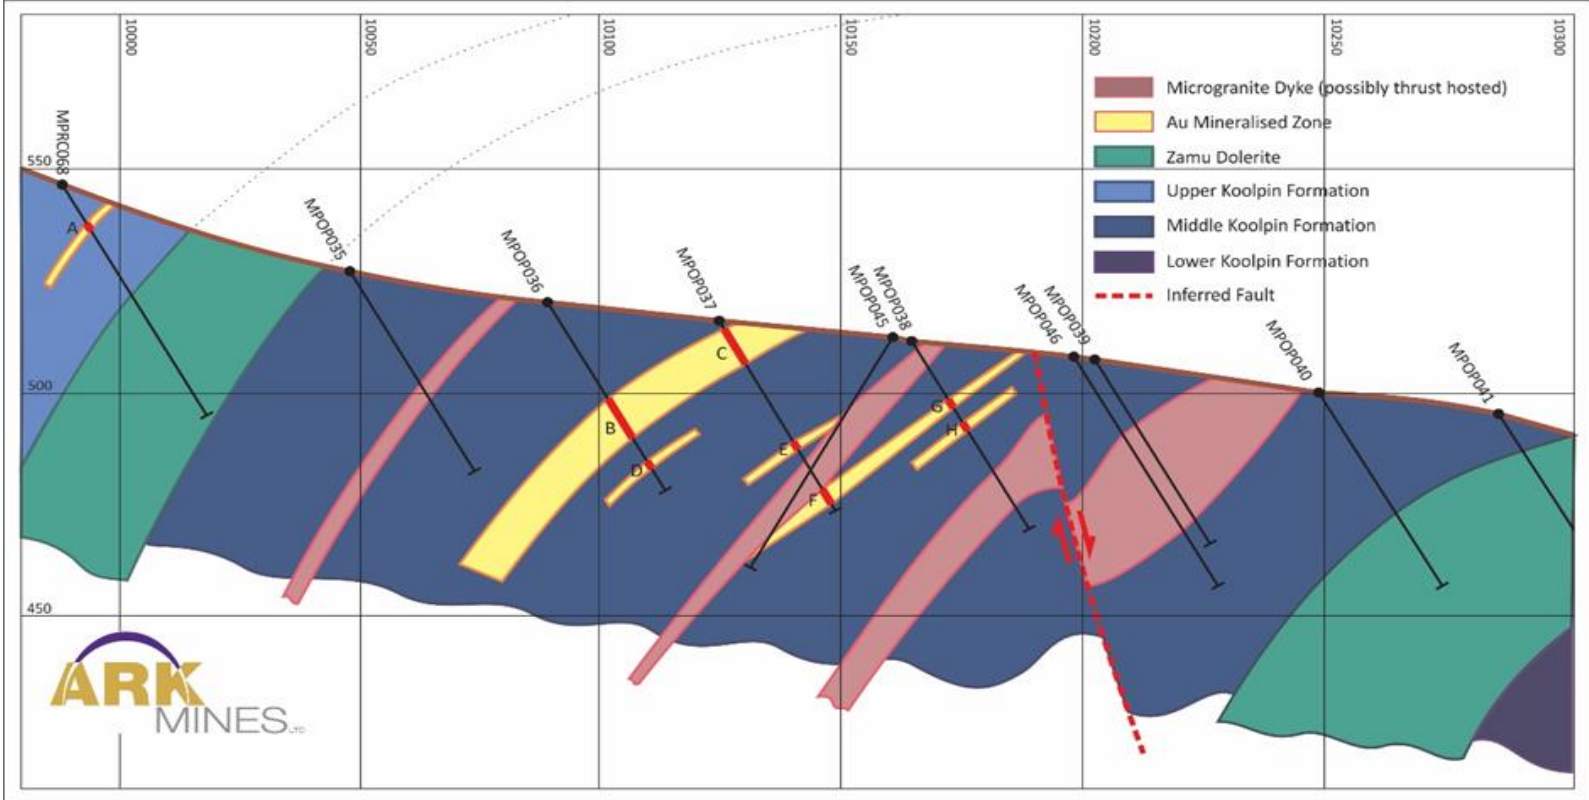 10000
10050
10100
10150
10200
10250
10300
Microgranite Dyke (possibly thrust hosted)
Au Mineralised Zone
Zamu Dolerite
Upper Koolpin Formation
Middle Koolpin Formation
Lower Koolpin Formation
Inferred Fault
550
500
450
MPRC068
MPOP035
MPOP036
MPOP037
MPOP045
MPOP038
MPOP046
MPOP039
MPOP040
MPOP041
A
B
C
D
E
F
G
H
ARK
MINES LTD